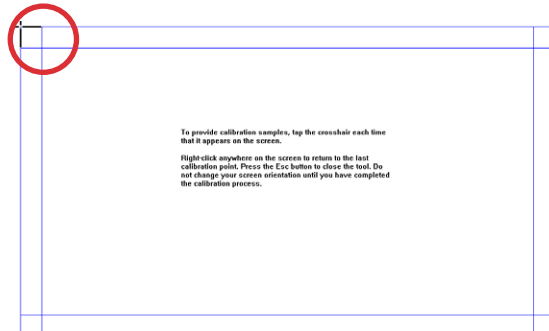 To provide calibration samples, tap the crosshair each time
that it appears on the screen.
Right-click anywhere on the screen to return to the last
calibration point. Press the Esc button to close the tool. Do
not change your screen orientation until you have completed
the calibration process.